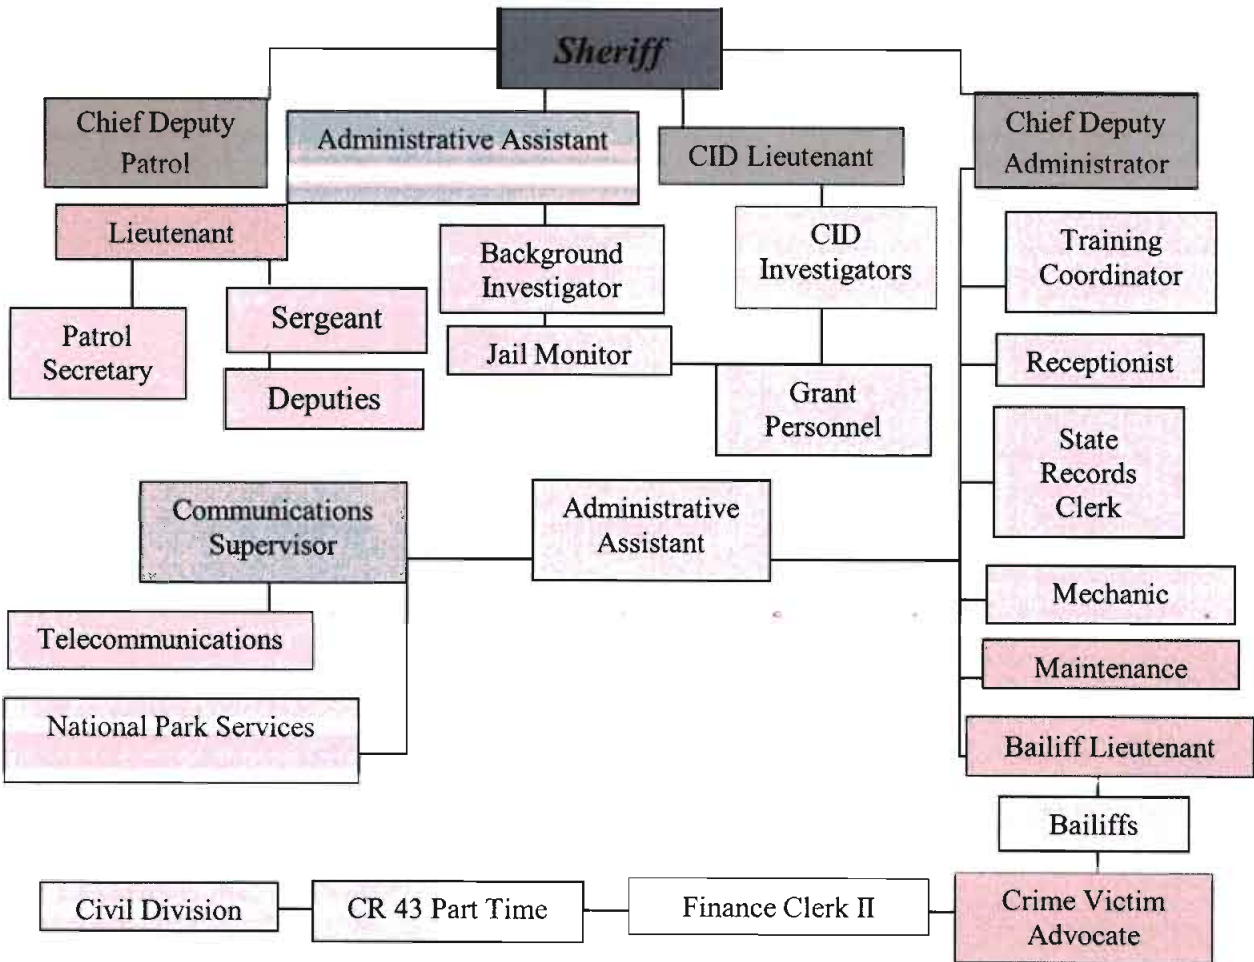 Sheriff
Chief Deputy
Patrol
Administrative Assistant
CID Lieutenant
Chief Deputy
Administrator
Lieutenant
Background
Investigator
CID
Investigators
Training
Coordinator
Patrol
Secretary
Sergeant
Jail Monitor
Receptionist
Deputies
Grant
Personnel
State
Records
Clerk
Communications
Supervisor
Administrative
Assistant
Mechanic
Telecommunications
Maintenance
National Park Services
Bailiff Lieutenant
Bailiffs
Civil Division
CR 43 Part Time
Finance Clerk II
Crime Victim
Advocate